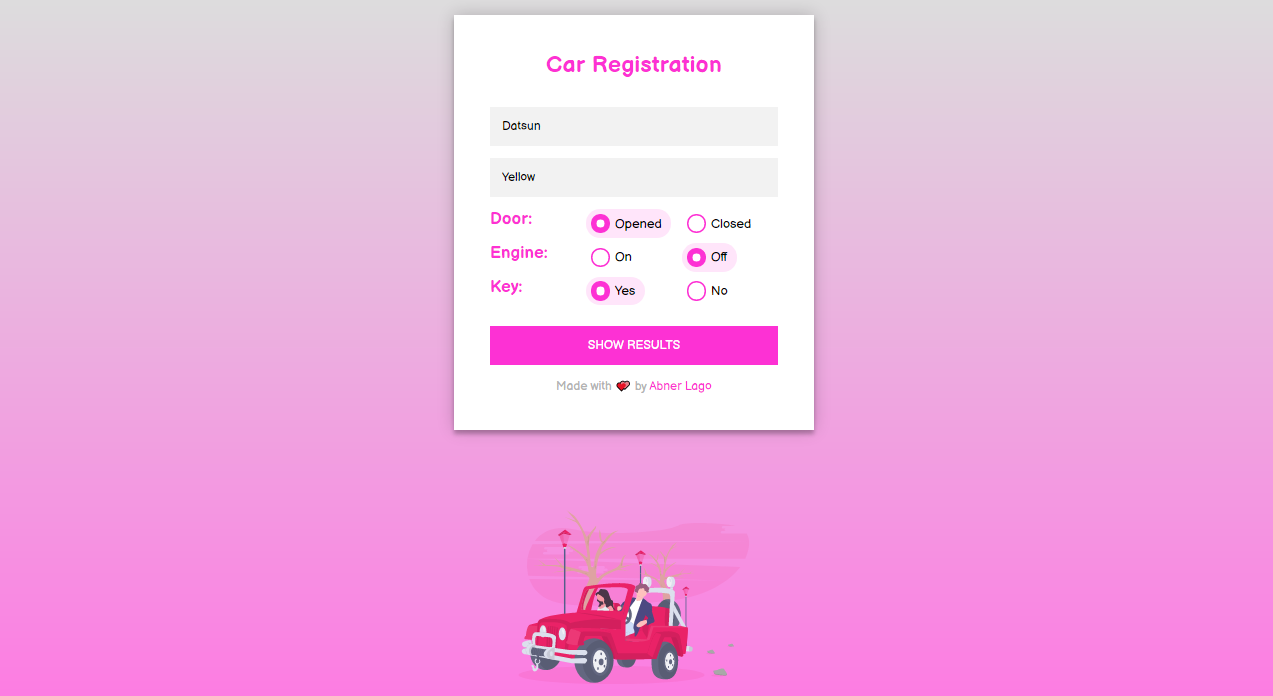 Car Registration
Datsun
Yellow
Door: Opened Closed
Engine: On Off
Key: Yes No
SHOW RESULTS
Made with ❤️ by Abner Lago